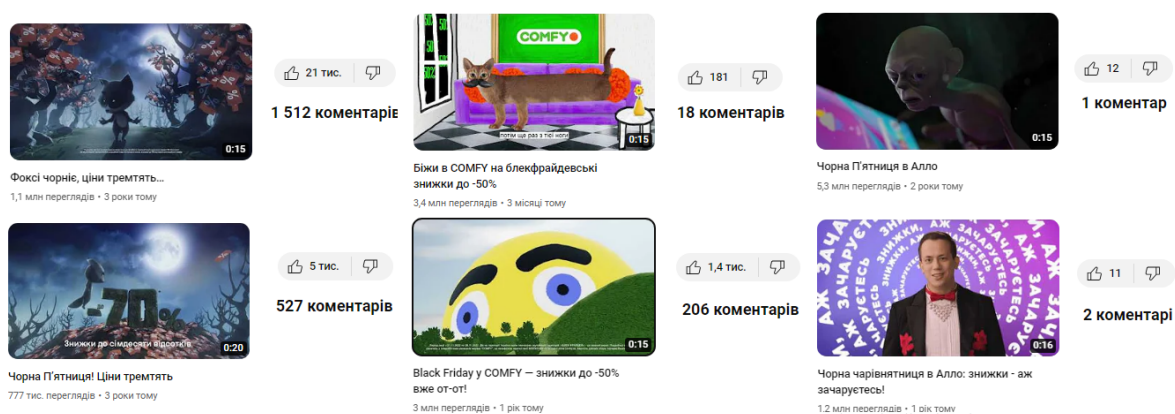 0:15
21 тис.
1 512 коментарів
Фоксі чорніє, ціни тремтять...
1,1 млн переглядів • 3 роки тому
COMFY
потім ще раз з тієї ноги
0:15
181
18 коментарів
Біжи в COMFY на блекфрайдевські
знижки до -50%
3,4 млн переглядів • 3 місяці тому
0:15
12
1 коментар
Чорна П'ятниця в Алло
5,3 млн переглядів • 2 роки тому
-70%
Знижки до сімдесяти відсотків
0:20
5 тис.
527 коментарів
Чорна П'ятниця! Ціни тремтять
777 тис. переглядів • 3 роки тому
0:15
1,4 тис.
206 коментарів
Black Friday у COMFY — знижки до -50%
вже от-от!
3 млн переглядів • 1 рік тому
ЗНИЖКИ, АЖ ЗАЧАРУЄТЕСЬ
0:16
11
2 коментарі
Чорна чарівнятниця в Алло: знижки - аж
зачаруєтесь!
1,2 млн переглядів • 1 рік тому